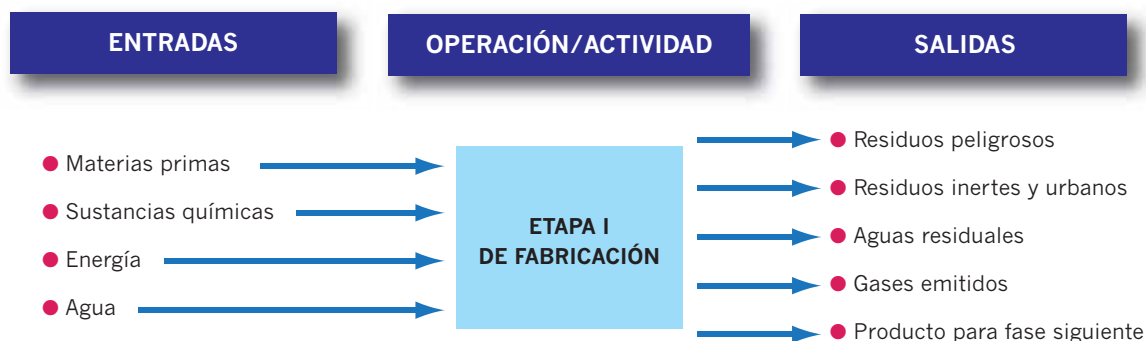 ENTRADAS
OPERACIÓN/ACTIVIDAD
SALIDAS
Materias primas
Sustancias químicas
Energía
Agua
ETAPA I
DE FABRICACIÓN
Residuos peligrosos
Residuos inertes y urbanos
Aguas residuales
Gases emitidos
Producto para fase siguiente